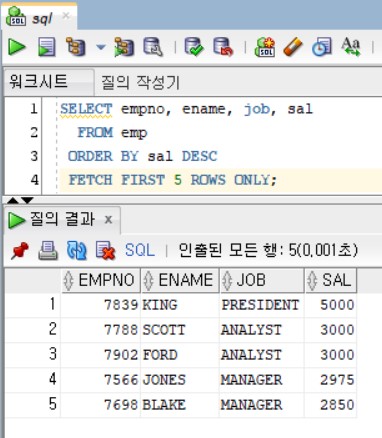 sql
워크시트 질의 작성기
1 SELECT empno, ename, job, sal
2 FROM emp
3 ORDER BY sal DESC
4 FETCH FIRST 5 ROWS ONLY;
질의 결과 x
SQL | 인출된 모든 행: 5(0,001초)
EMPNO ENAME JOB SAL
1 7839 KING PRESIDENT 5000
2 7788 SCOTT ANALYST 3000
3 7902 FORD ANALYST 3000
4 7566 JONES MANAGER 2975
5 7698 BLAKE MANAGER 2850